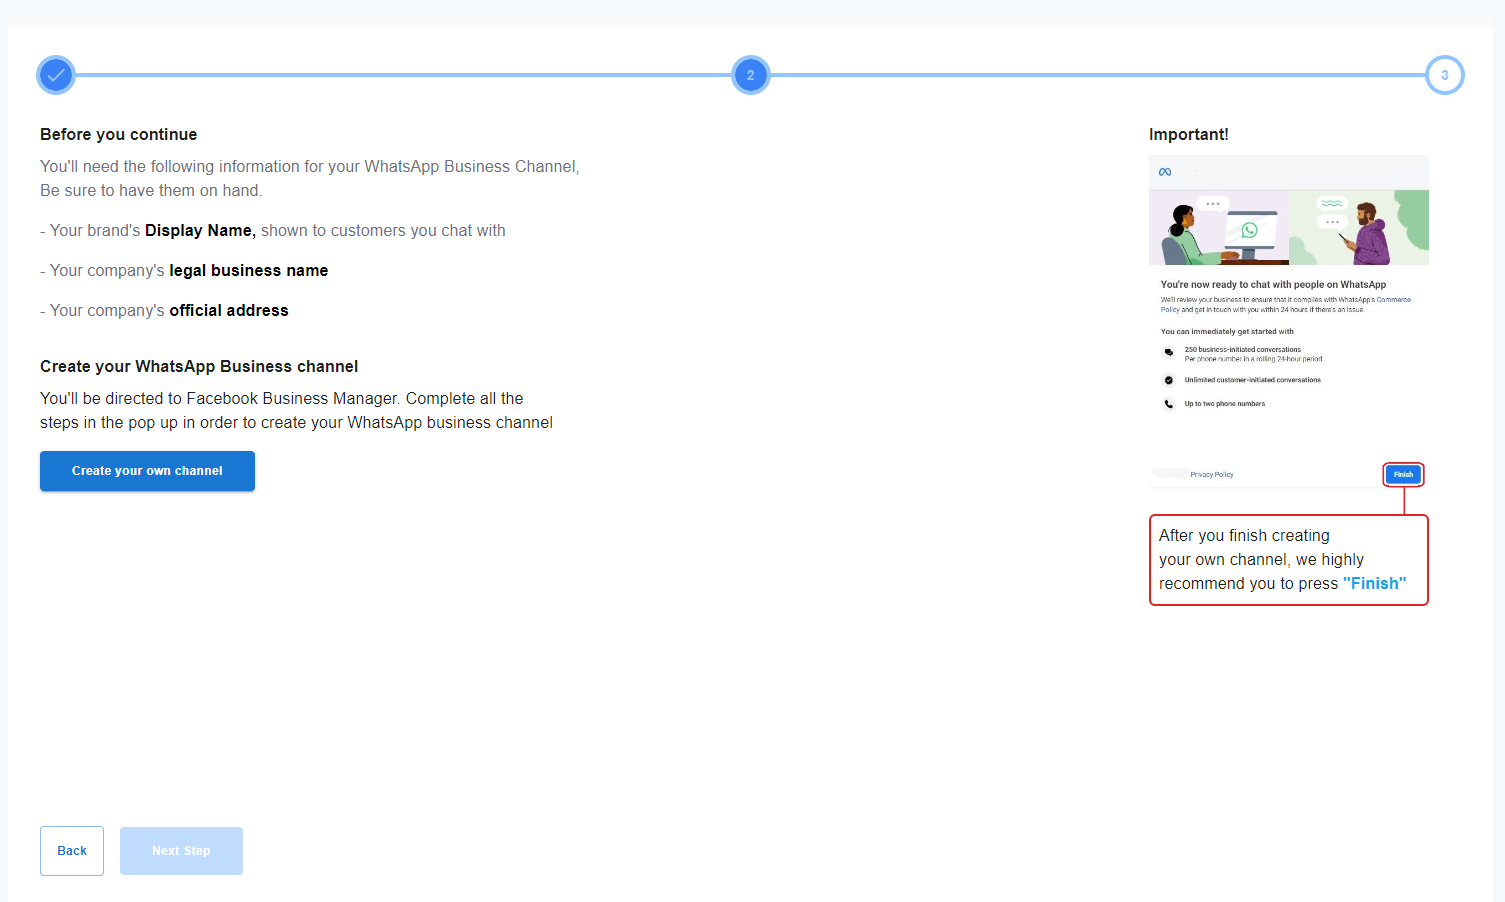 2
3
Before you continue
You'll need the following information for your WhatsApp Business Channel,
Be sure to have them on hand.
- Your brand's Display Name, shown to customers you chat with
- Your company's legal business name
- Your company's official address
Create your WhatsApp Business channel
You'll be directed to Facebook Business Manager. Complete all the
steps in the pop up in order to create your WhatsApp business channel
Create your own channel
Important!
You're now ready to chat with people on WhatsApp
We'll review your business to ensure that it complies with WhatsApp's Commerce
Policy and get in touch with you within 24 hours if there's an issue.
You can immediately get started with
250 business-initiated conversations
Per phone number in a rolling 24-hour period
Unlimited customer-initiated conversations
Up to two phone numbers
Privacy Policy
Finish
After you finish creating
your own channel, we highly
recommend you to press "Finish"
Back
Next Step